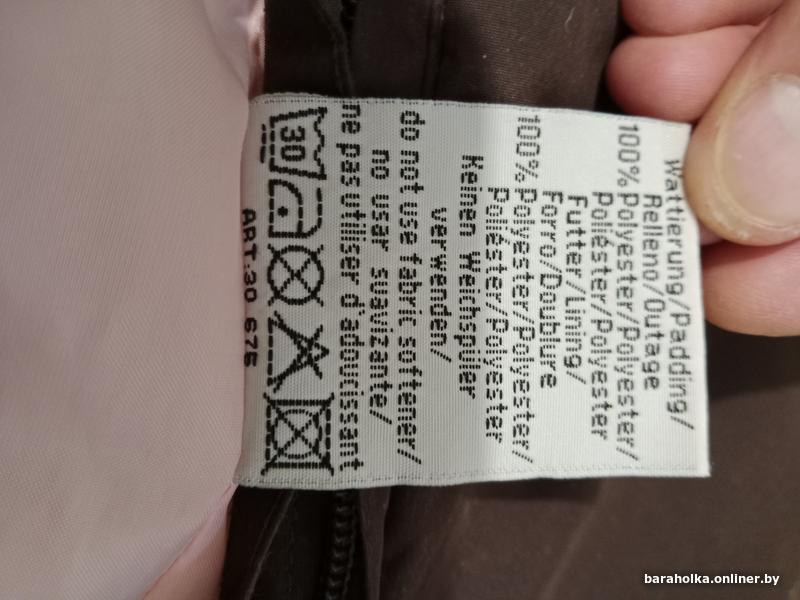 Wattierung/Padding/
Relleno/Outage
100% Polyester/Polyester/
Poliéster/Polyester
Futter/Lining/
Forro/Doublure
100% Polyester/Polyester/
Poliéster/Polyester
Keinen Weichspüler
verwenden/
do not use fabric softener/
no usar suavizante/
ne pas utiliser d'adoucissant
30
ART:30 675
baraholka.onliner.by